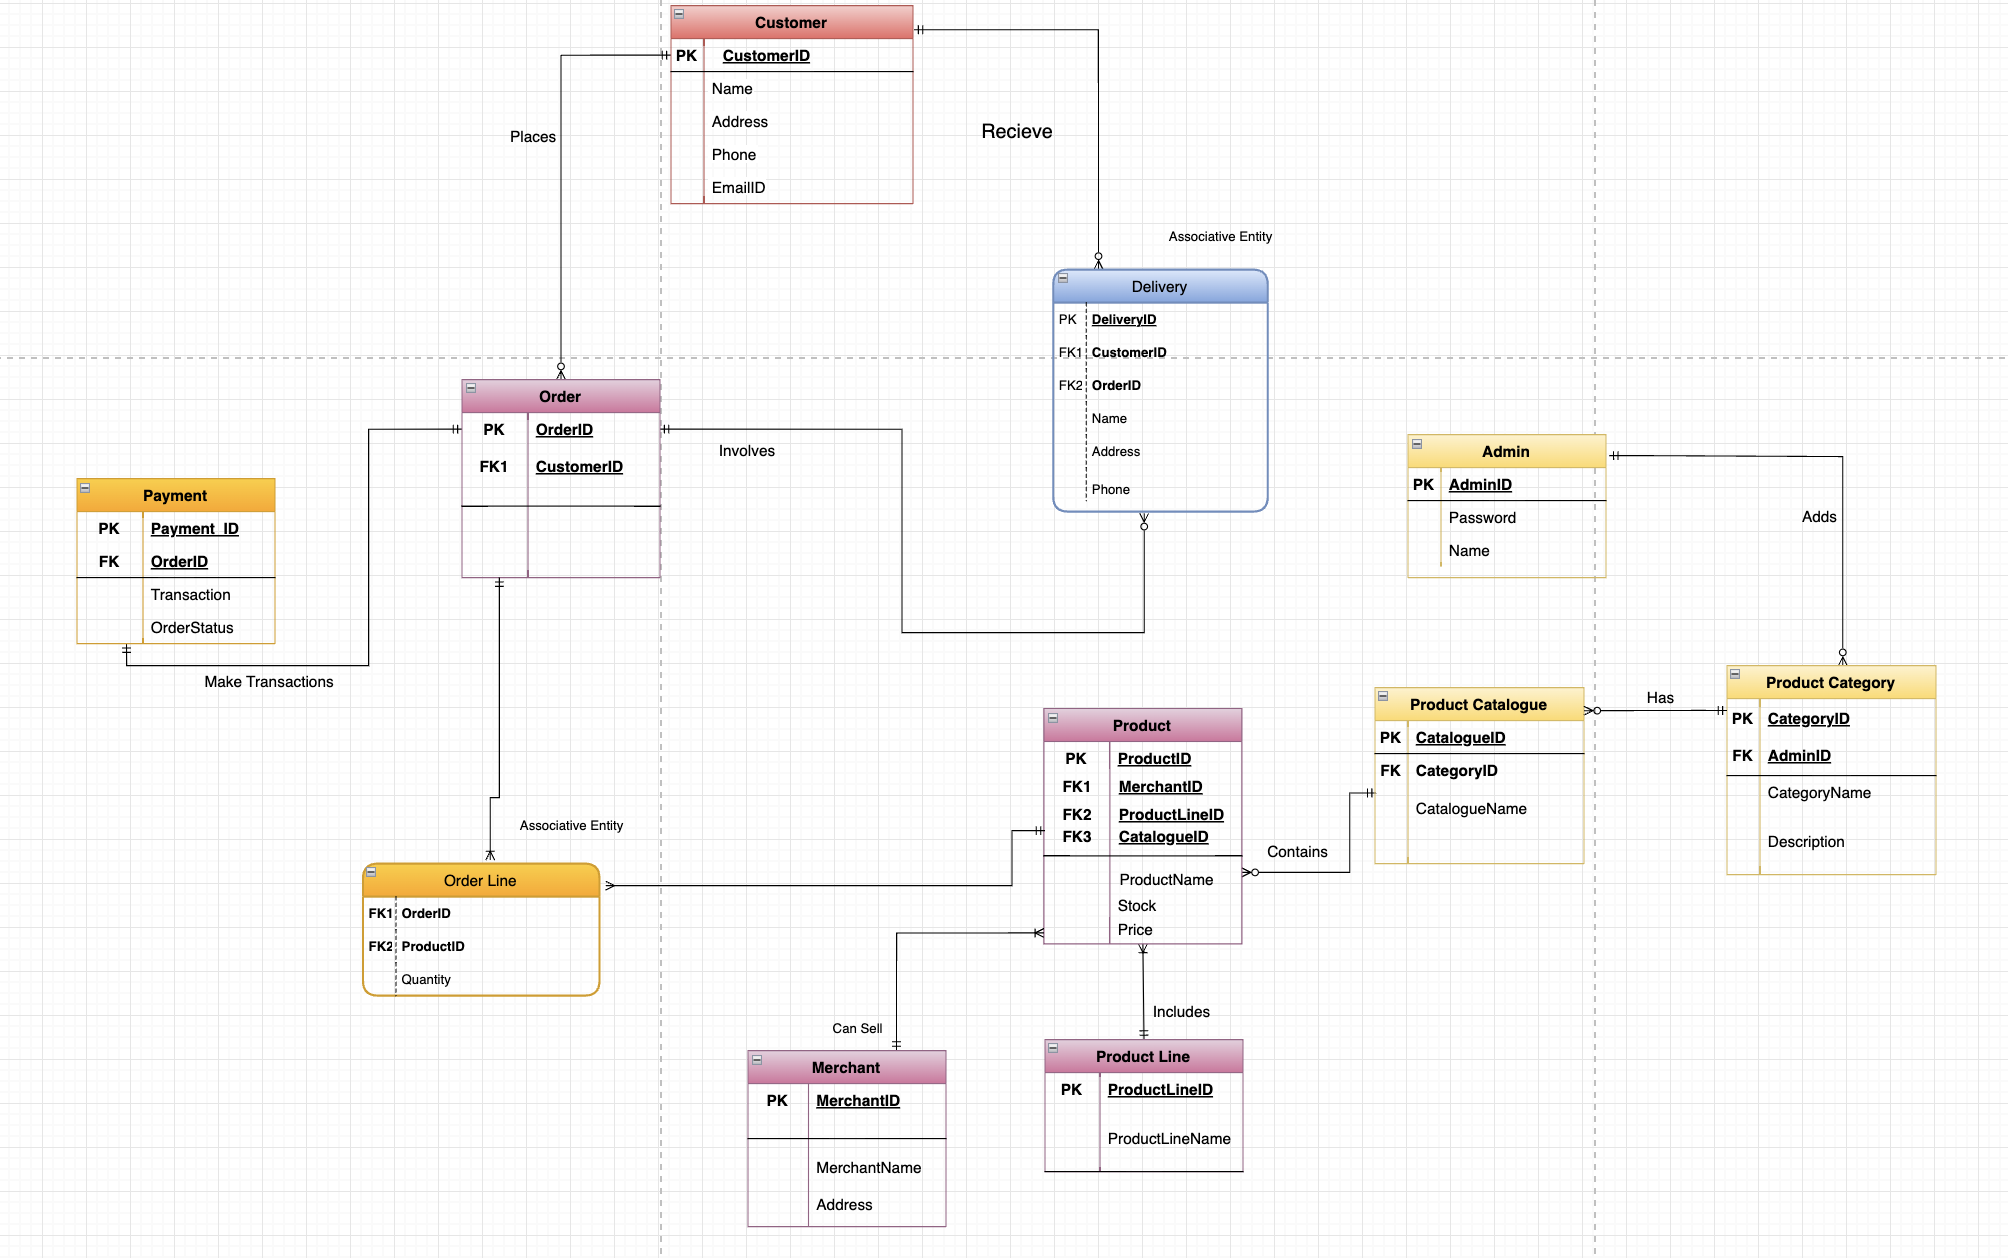 Customer
PK CustomerID
Name
Address
Phone
EmailID
Places
Recieve
Associative Entity
Delivery
PK DeliveryID
FK1 CustomerID
FK2 OrderID
Name
Address
Phone
Order
PK OrderID
FK1 CustomerID
Involves
Payment
PK Payment_ID
FK OrderID
Transaction
OrderStatus
Make Transactions
Admin
PK AdminID
Password
Name
Adds
Product Category
PK CategoryID
FK AdminID
CategoryName
Description
Has
Product Catalogue
PK CatalogueID
FK CategoryID
CatalogueName
Contains
Product
PK ProductID
FK1 MerchantID
FK2 ProductLineID
FK3 CatalogueID
ProductName
Stock
Price
Associative Entity
Order Line
FK1 OrderID
FK2 ProductID
Quantity
Can Sell
Includes
Merchant
PK MerchantID
MerchantName
Address
Product Line
PK ProductLineID
ProductLineName